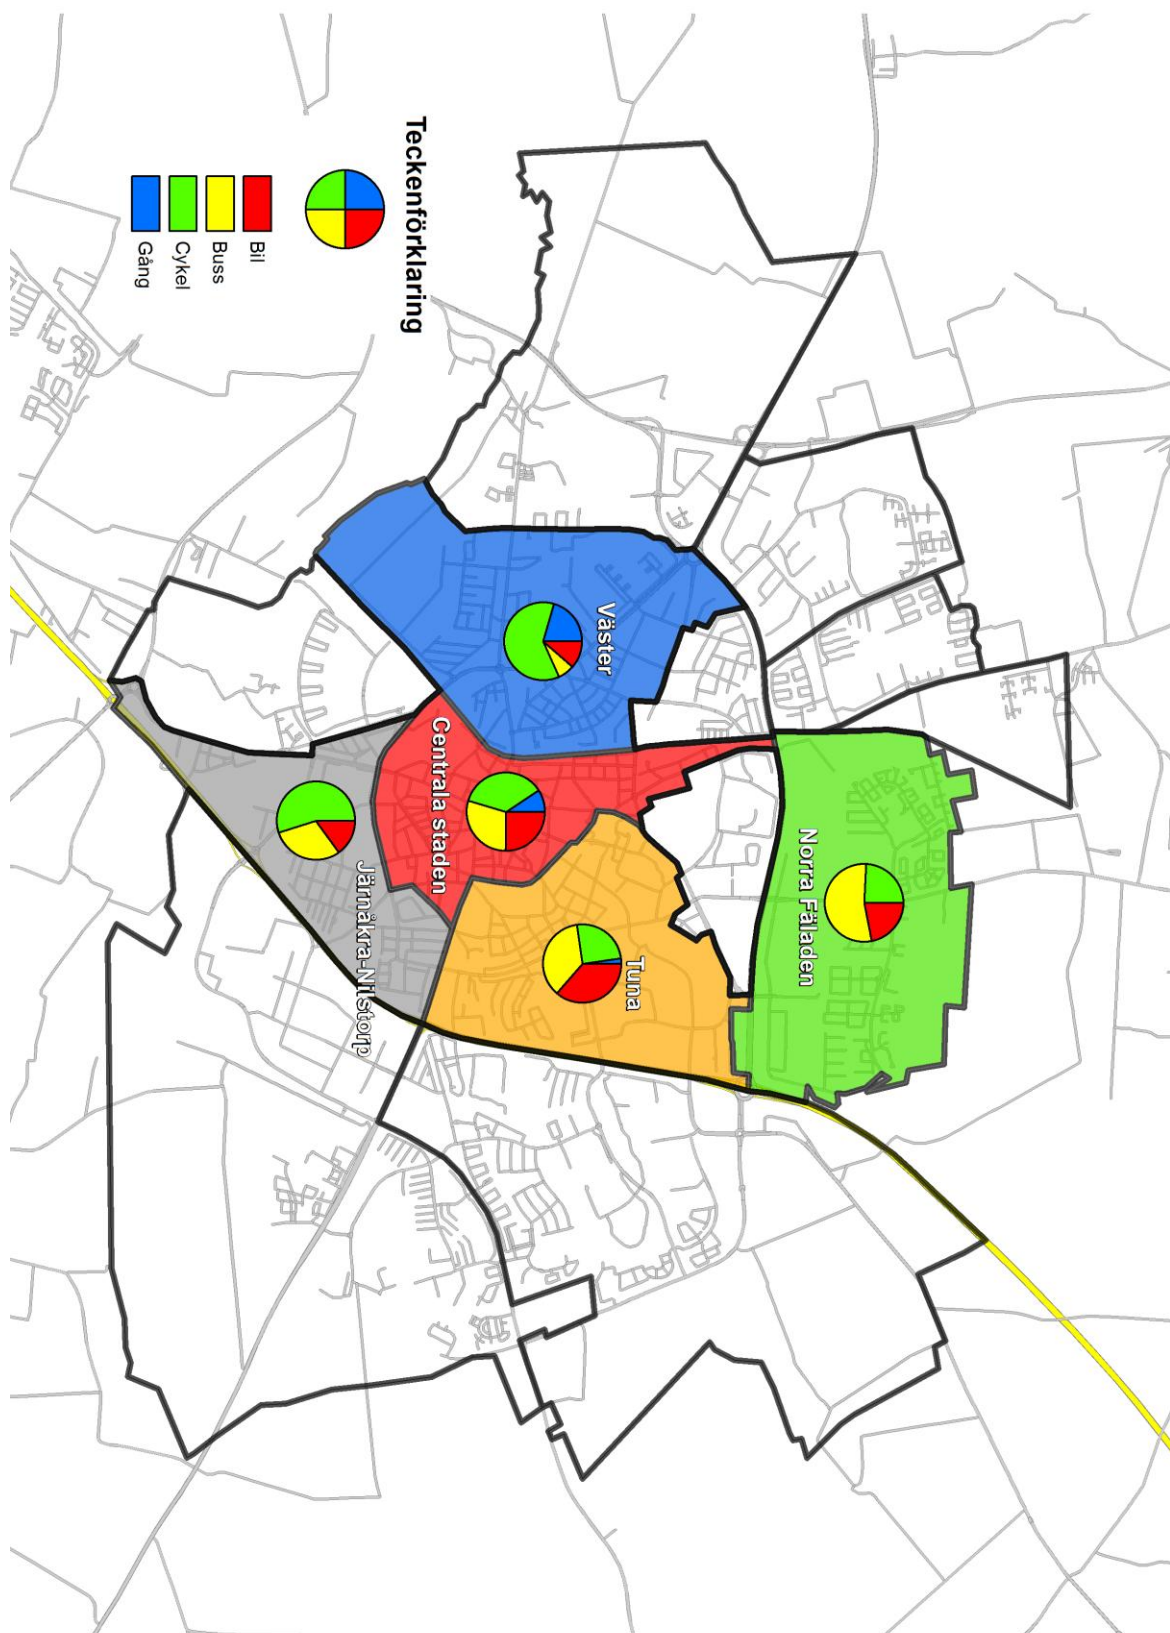 Teckenförklaring
Bil
Buss
Cykel
Gång
Norra Fäladen
Väster
Tuna
Centrala staden
Järnåkra-Nilstorp